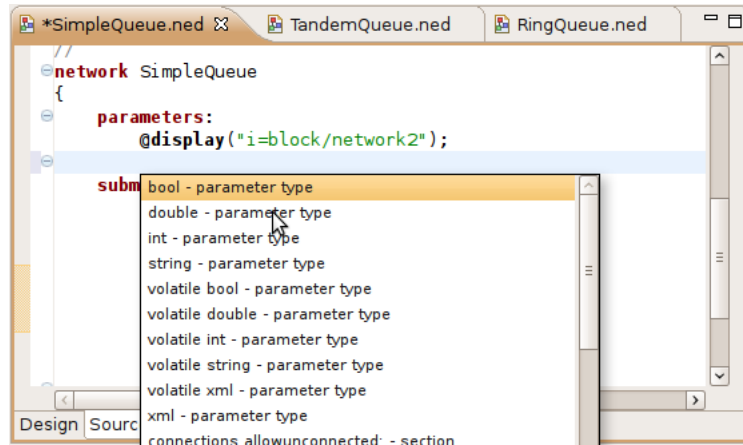 *SimpleQueue.ned TandemQueue.ned RingQueue.ned
//
network SimpleQueue
{
parameters:
@display("i=block/network2");
subm
bool - parameter type
double - parameter type
int - parameter type
string - parameter type
volatile bool - parameter type
volatile double - parameter type
volatile int - parameter type
volatile string - parameter type
volatile xml - parameter type
xml - parameter type
connections allowunconnected: - section
Design Sourc